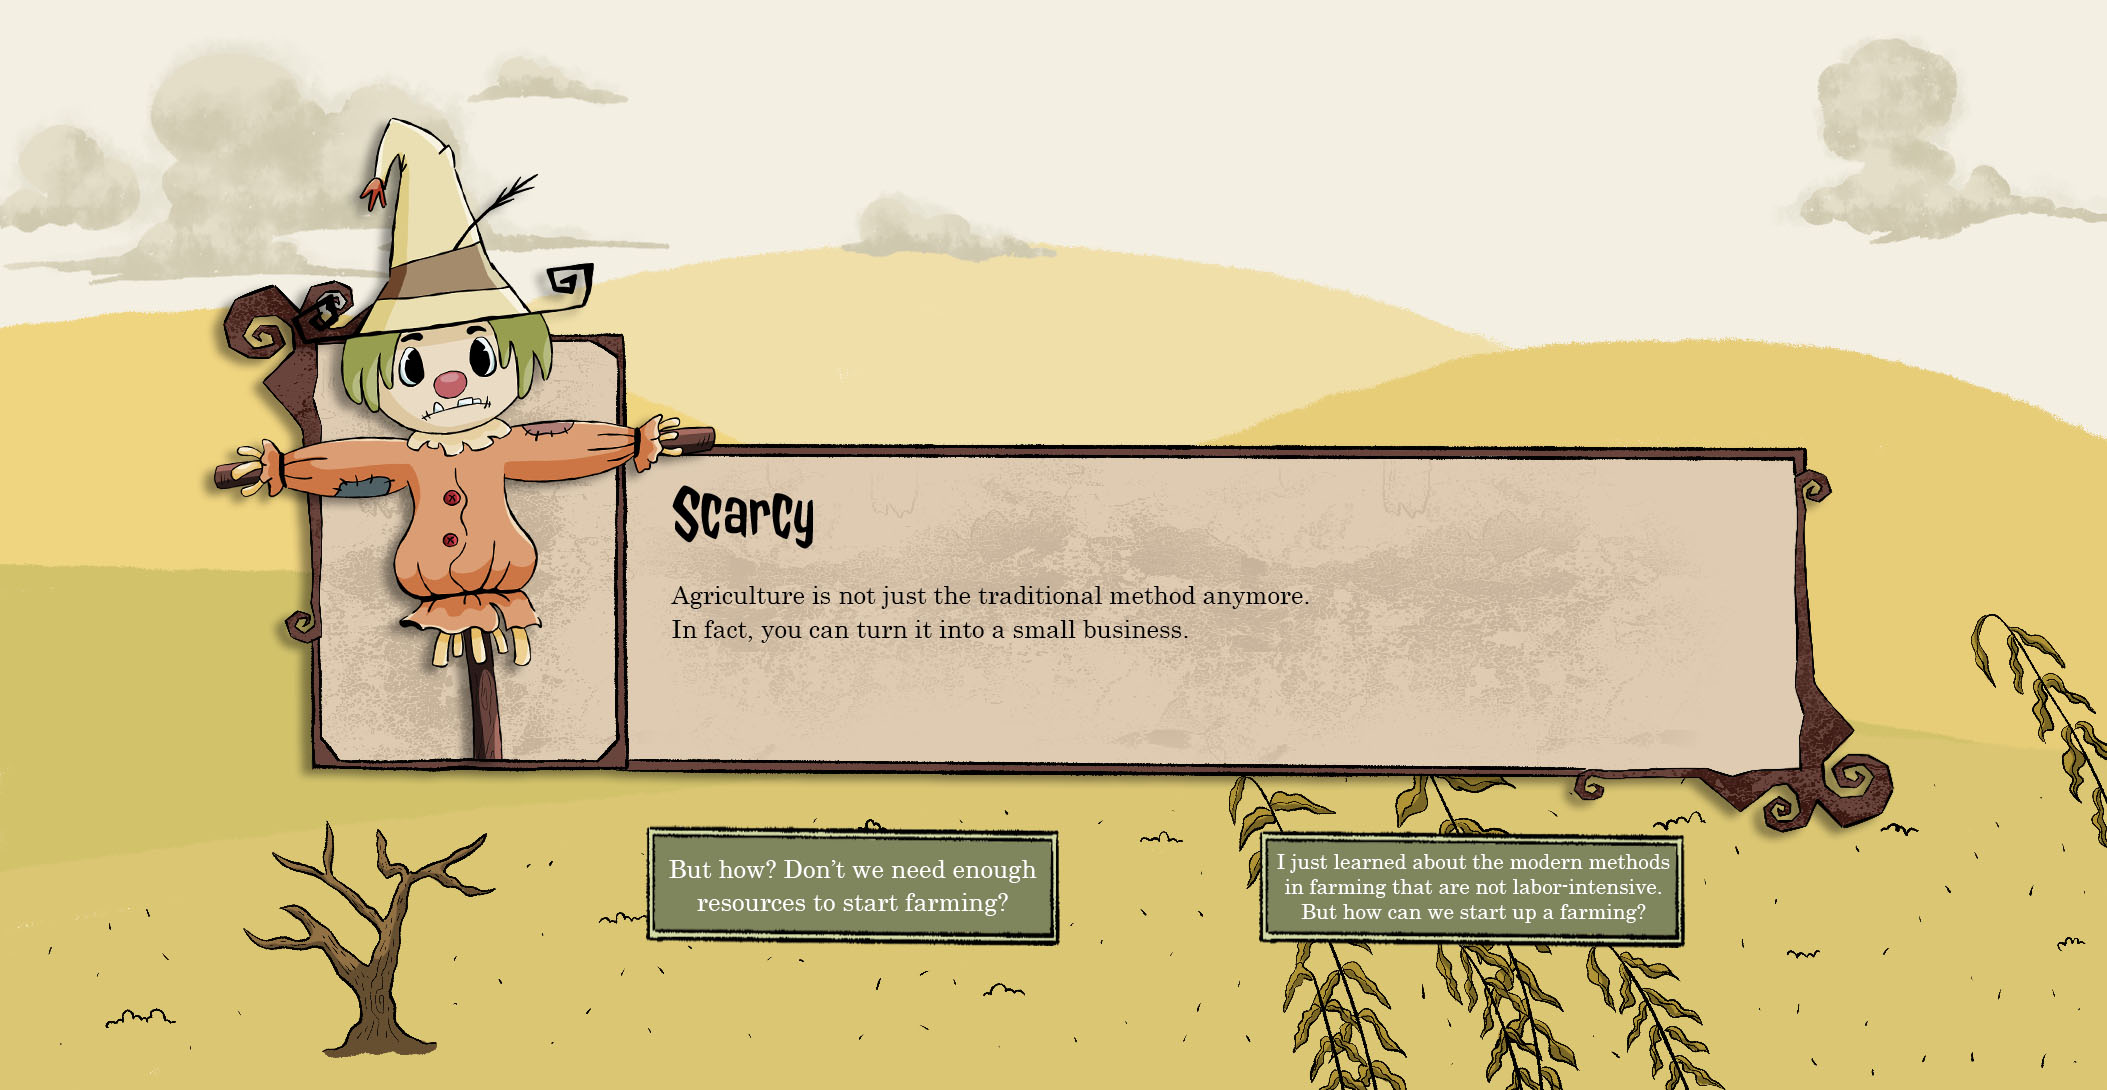 Scarcy
Agriculture is not just the traditional method anymore.
In fact, you can turn it into a small business.
But how? Don’t we need enough
resources to start farming?
I just learned about the modern methods
in farming that are not labor-intensive.
But how can we start up a farming?